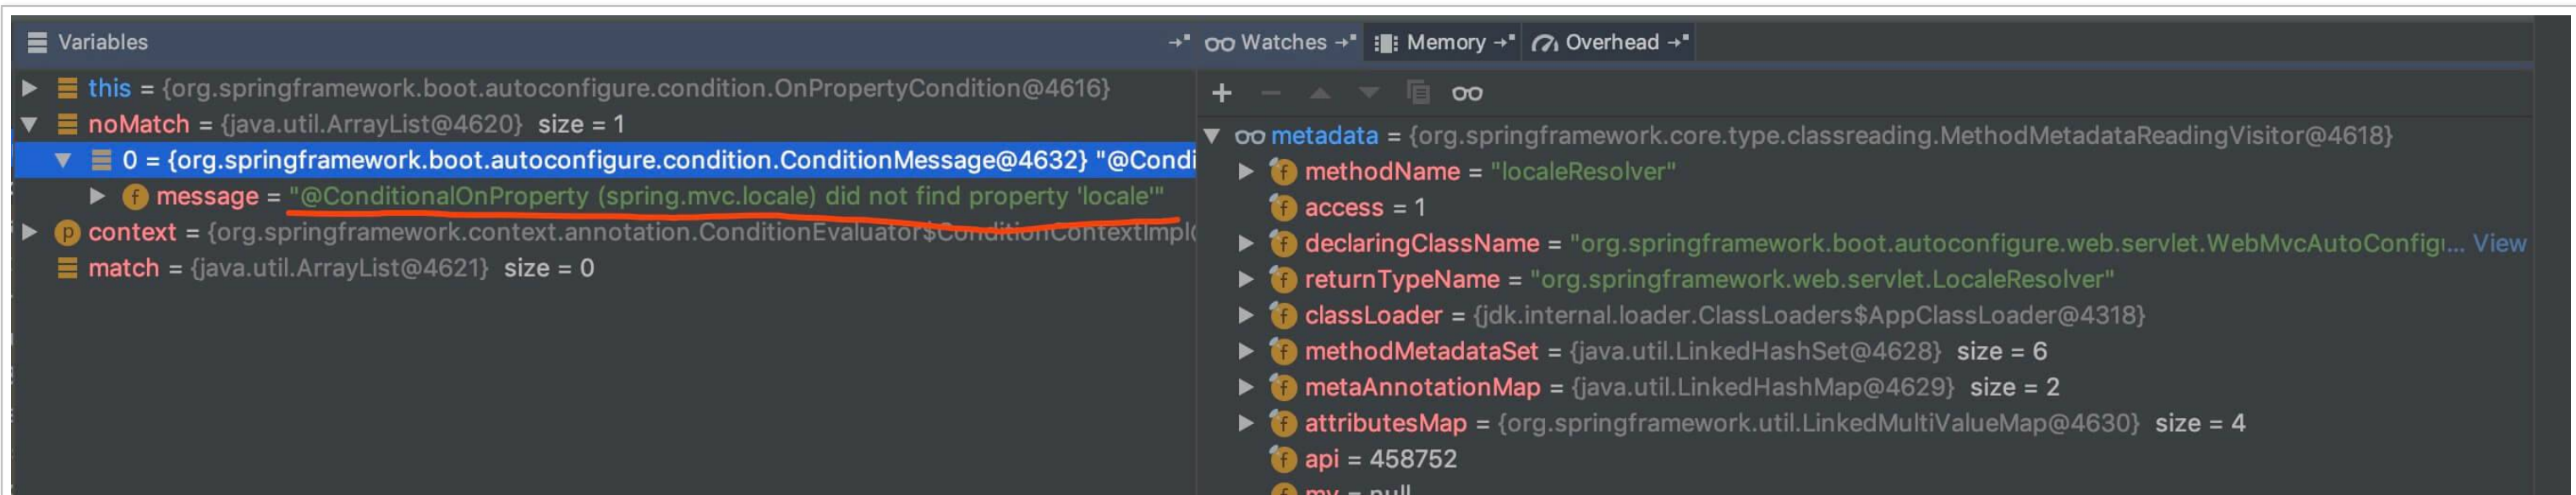 Variables
this = {org.springframework.boot.autoconfigure.condition.OnPropertyCondition@4616}
noMatch = {java.util.ArrayList@4620} size = 1
0 = {org.springframework.boot.autoconfigure.condition.ConditionMessage@4632} "@Condi
message = "@ConditionalOnProperty (spring.mvc.locale) did not find property 'locale'"
context = {org.springframework.context.annotation.ConditionEvaluator$ConditionContextImpl@
match = {java.util.ArrayList@4621} size = 0
Watches Memory Overhead
metadata = {org.springframework.core.type.classreading.MethodMetadataReadingVisitor@4618}
methodName = "localeResolver"
access = 1
declaringClassName = "org.springframework.boot.autoconfigure.web.servlet.WebMvcAutoConfigu... View
returnTypeName = "org.springframework.web.servlet.LocaleResolver"
classLoader = {jdk.internal.loader.ClassLoaders$AppClassLoader@4318}
methodMetadataSet = {java.util.LinkedHashSet@4628} size = 6
metaAnnotationMap = {java.util.LinkedHashMap@4629} size = 2
attributesMap = {org.springframework.util.LinkedMultiValueMap@4630} size = 4
api = 458752
mv = null